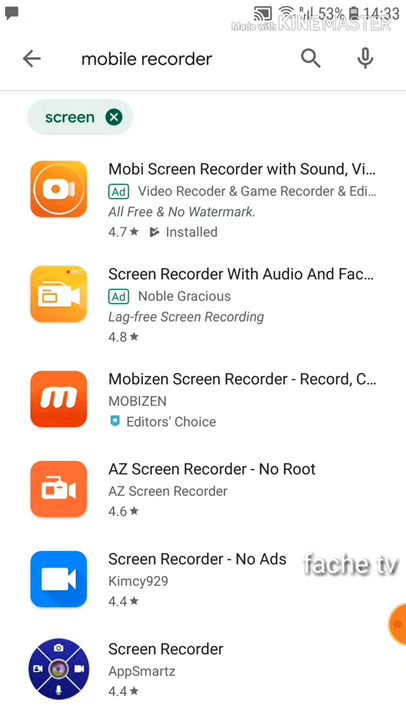 53% 14:33
Made with KINEMASTER
mobile recorder
screen
Mobi Screen Recorder with Sound, Vi...
Ad Video Recoder & Game Recorder & Edi...
All Free & No Watermark.
4.7★ Installed
Screen Recorder With Audio And Fac...
Ad Noble Gracious
Lag-free Screen Recording
4.8★
m
Mobizen Screen Recorder - Record, C...
MOBIZEN
Editors' Choice
AZ Screen Recorder - No Root
AZ Screen Recorder
4.6★
Screen Recorder - No Ads
fache tv
Kimcy929
4.4★
Screen Recorder
AppSmartz
4.4★